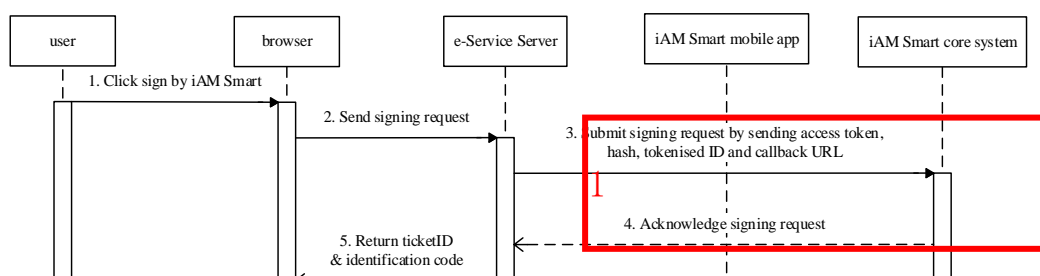 user
browser
e-Service Server
iAM Smart mobile app
iAM Smart core system
1. Click sign by iAM Smart
2. Send signing request
3. Submit signing request by sending access token,
hash, tokenised ID and callback URL
1
4. Acknowledge signing request
5. Return ticketID
& identification code